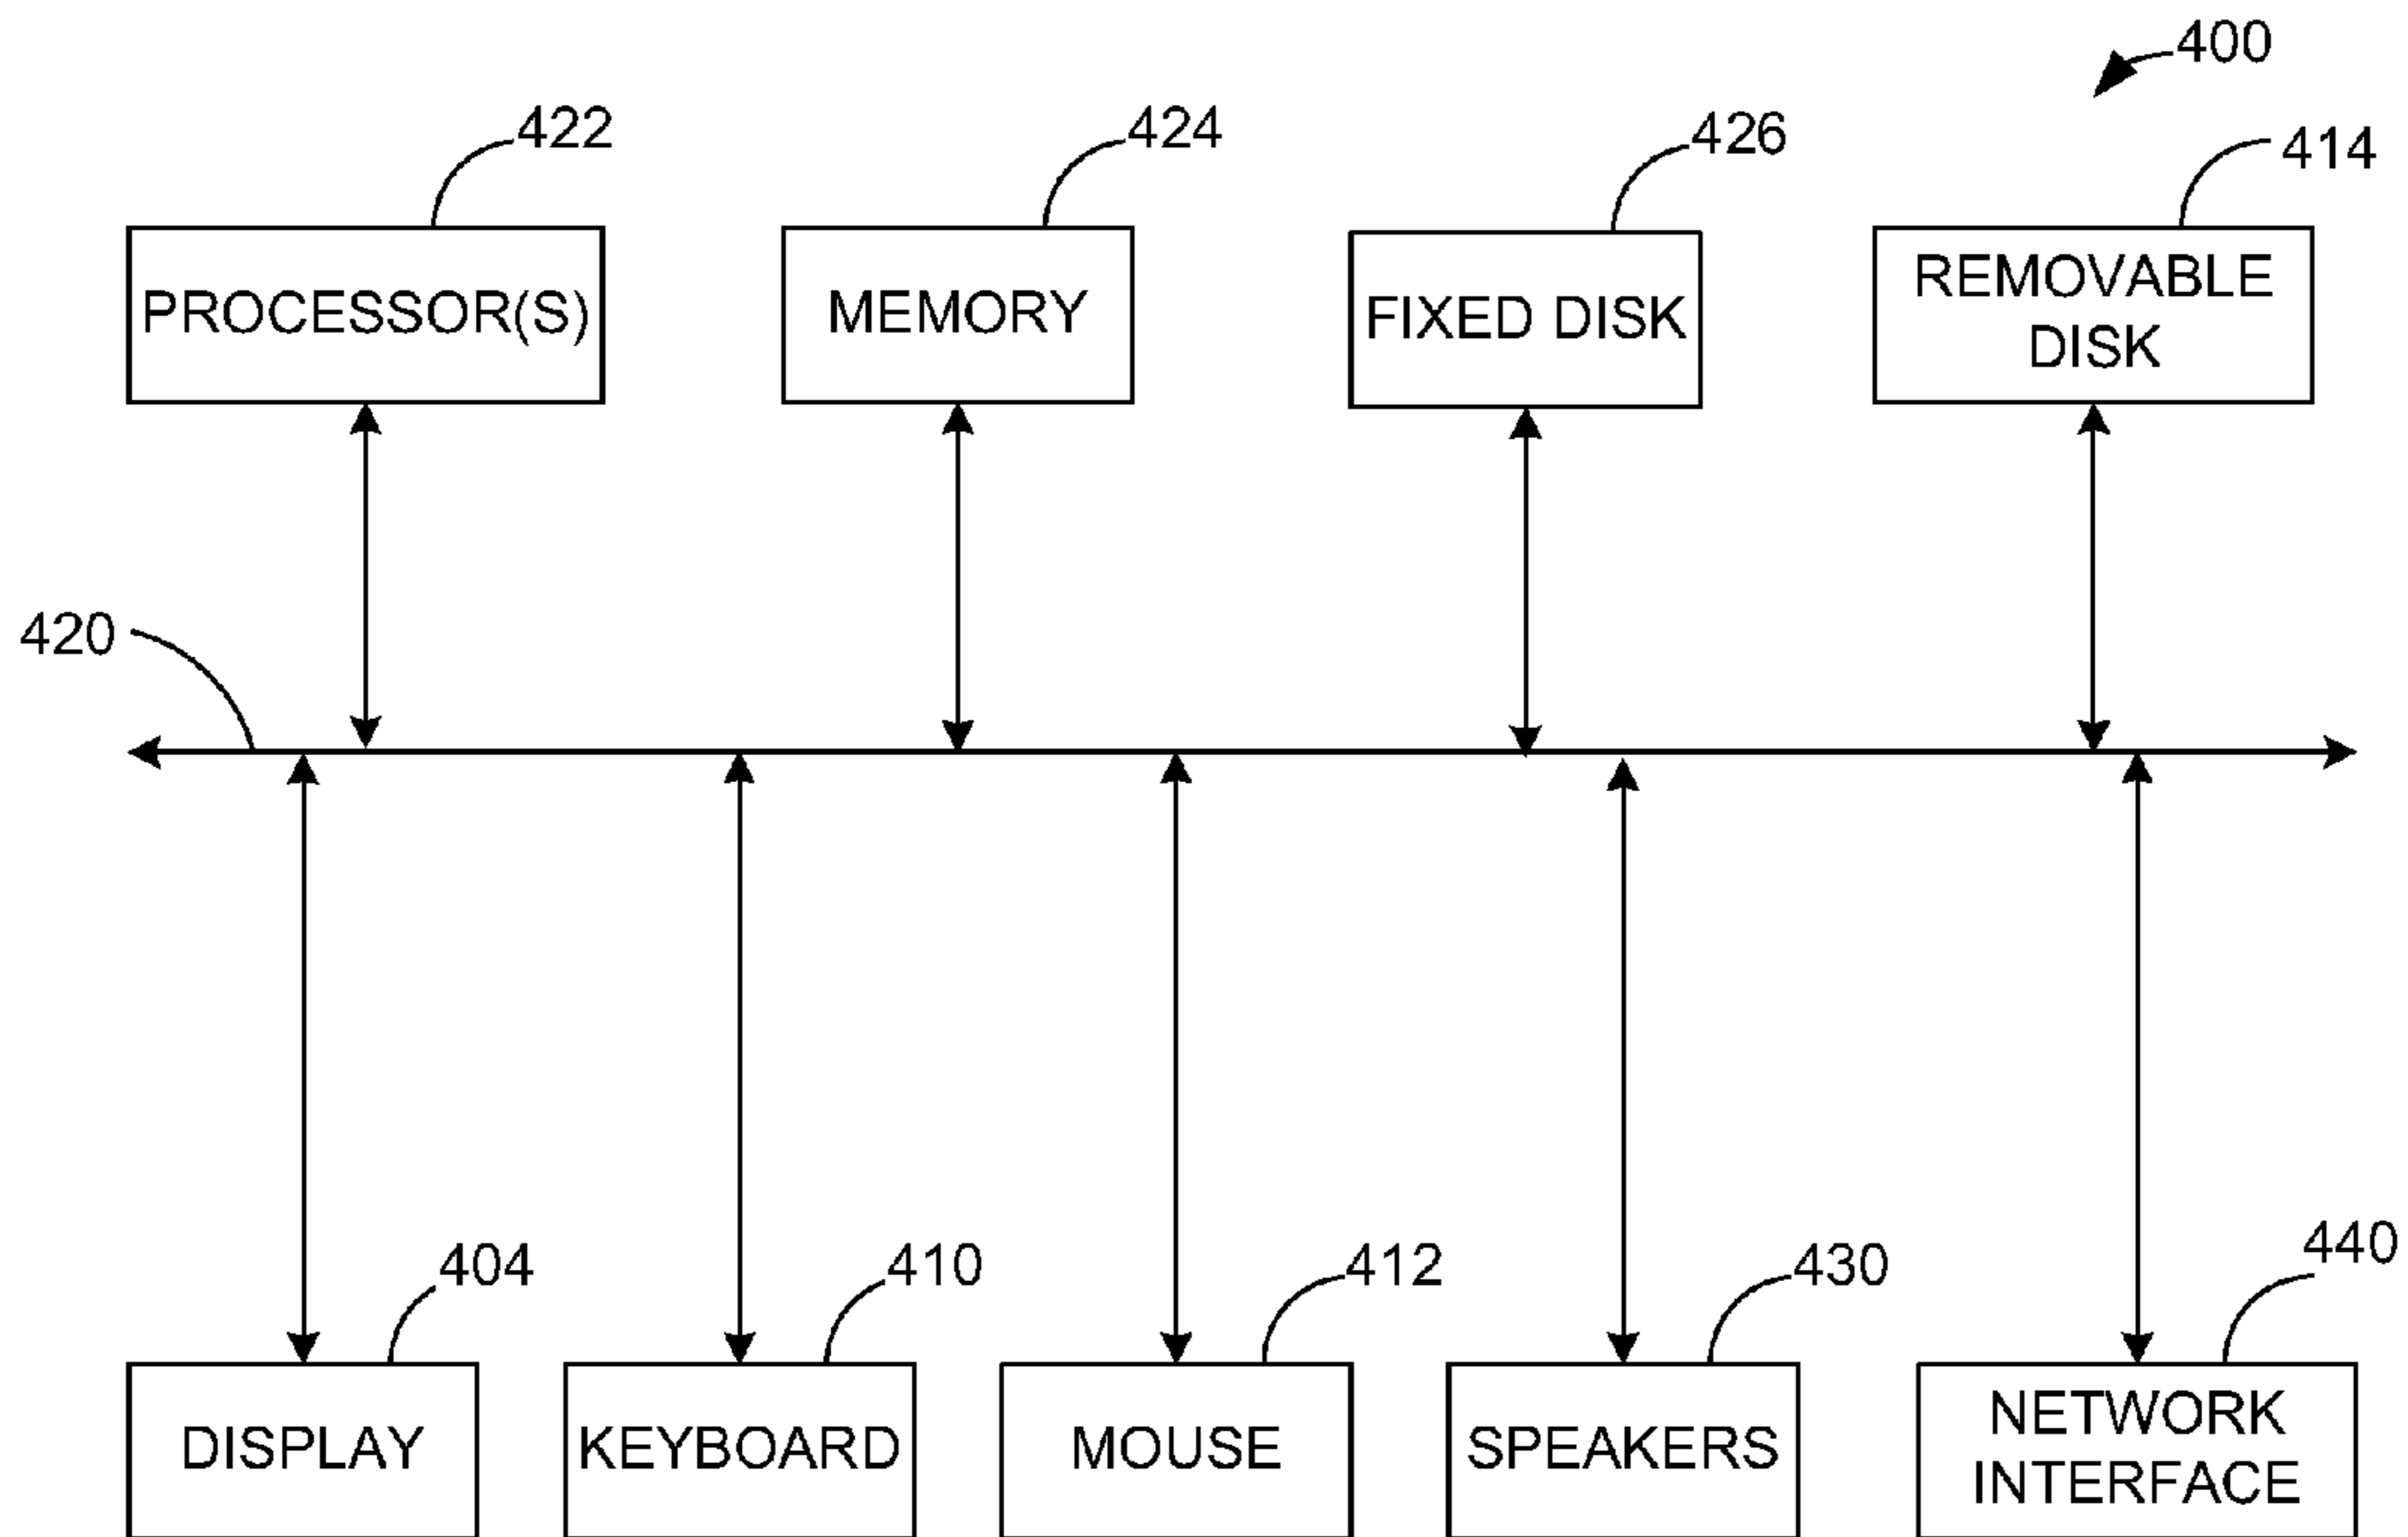 400
422
424
426
414
PROCESSOR(S)
MEMORY
FIXED DISK
REMOVABLE
DISK
420
404
410
412
430
440
DISPLAY
KEYBOARD
MOUSE
SPEAKERS
NETWORK
INTERFACE